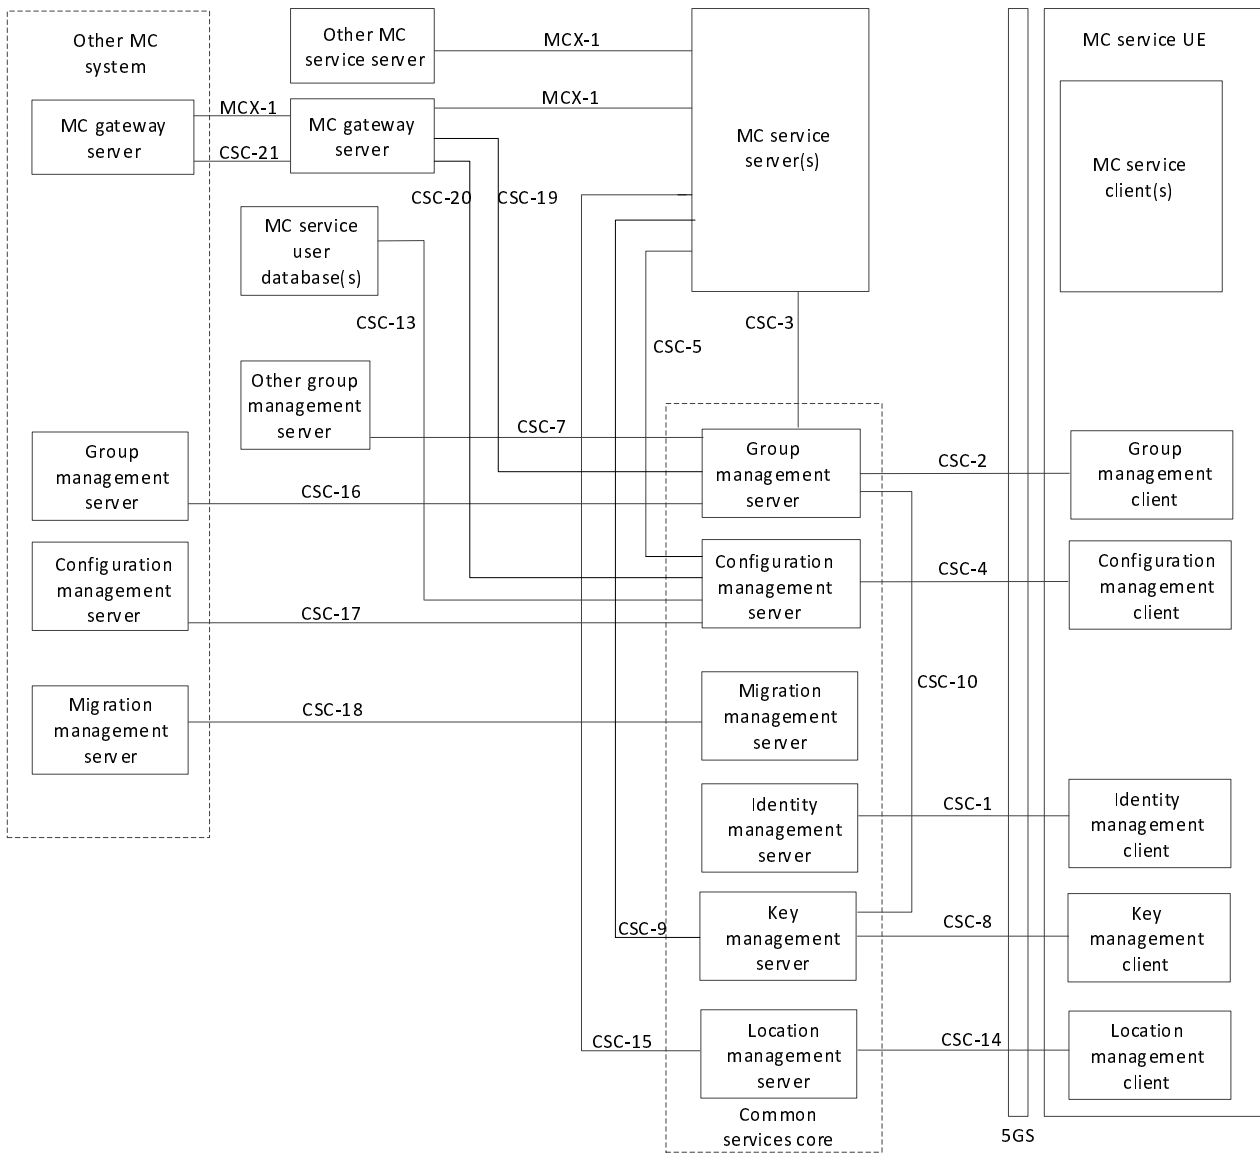 Other MC
system
MC gateway
server
MCX-1
CSC-21
Other MC
service server
MCX-1
MC gateway
server
MCX-1
MC service
server(s)
MC service UE
MC service
client(s)
CSC-20
CSC-19
MC service
user
database(s)
CSC-13
CSC-3
CSC-5
Other group
management
server
CSC-7
Group
management
server
CSC-16
Group
management
server
CSC-2
Group
management
client
Configuration
management
server
CSC-17
Configuration
management
server
CSC-4
Configuration
management
client
Migration
management
server
CSC-18
Migration
management
server
CSC-10
Identity
management
server
CSC-1
Identity
management
client
CSC-9
Key
management
server
CSC-8
Key
management
client
CSC-15
Location
management
server
CSC-14
Location
management
client
Common
services core
5GS